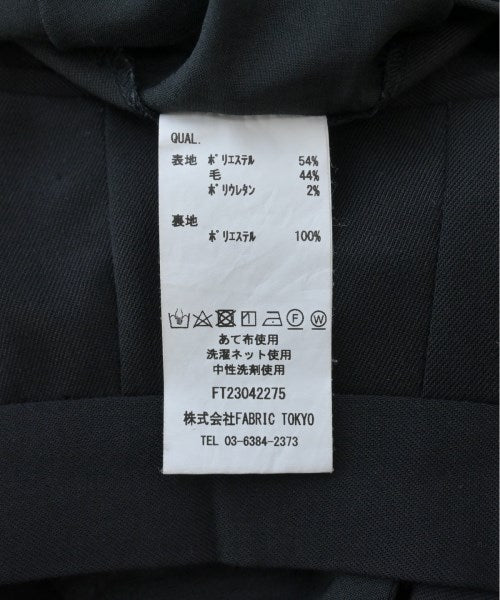 QUAL.
表地 ポリエステル 54%
毛 44%
ポリウレタン 2%
裏地
ポリエステル 100%
F W
あて布使用
洗濯ネット使用
中性洗剤使用
FT23042275
株式会社FABRIC TOKYO
TEL 03-6384-2373